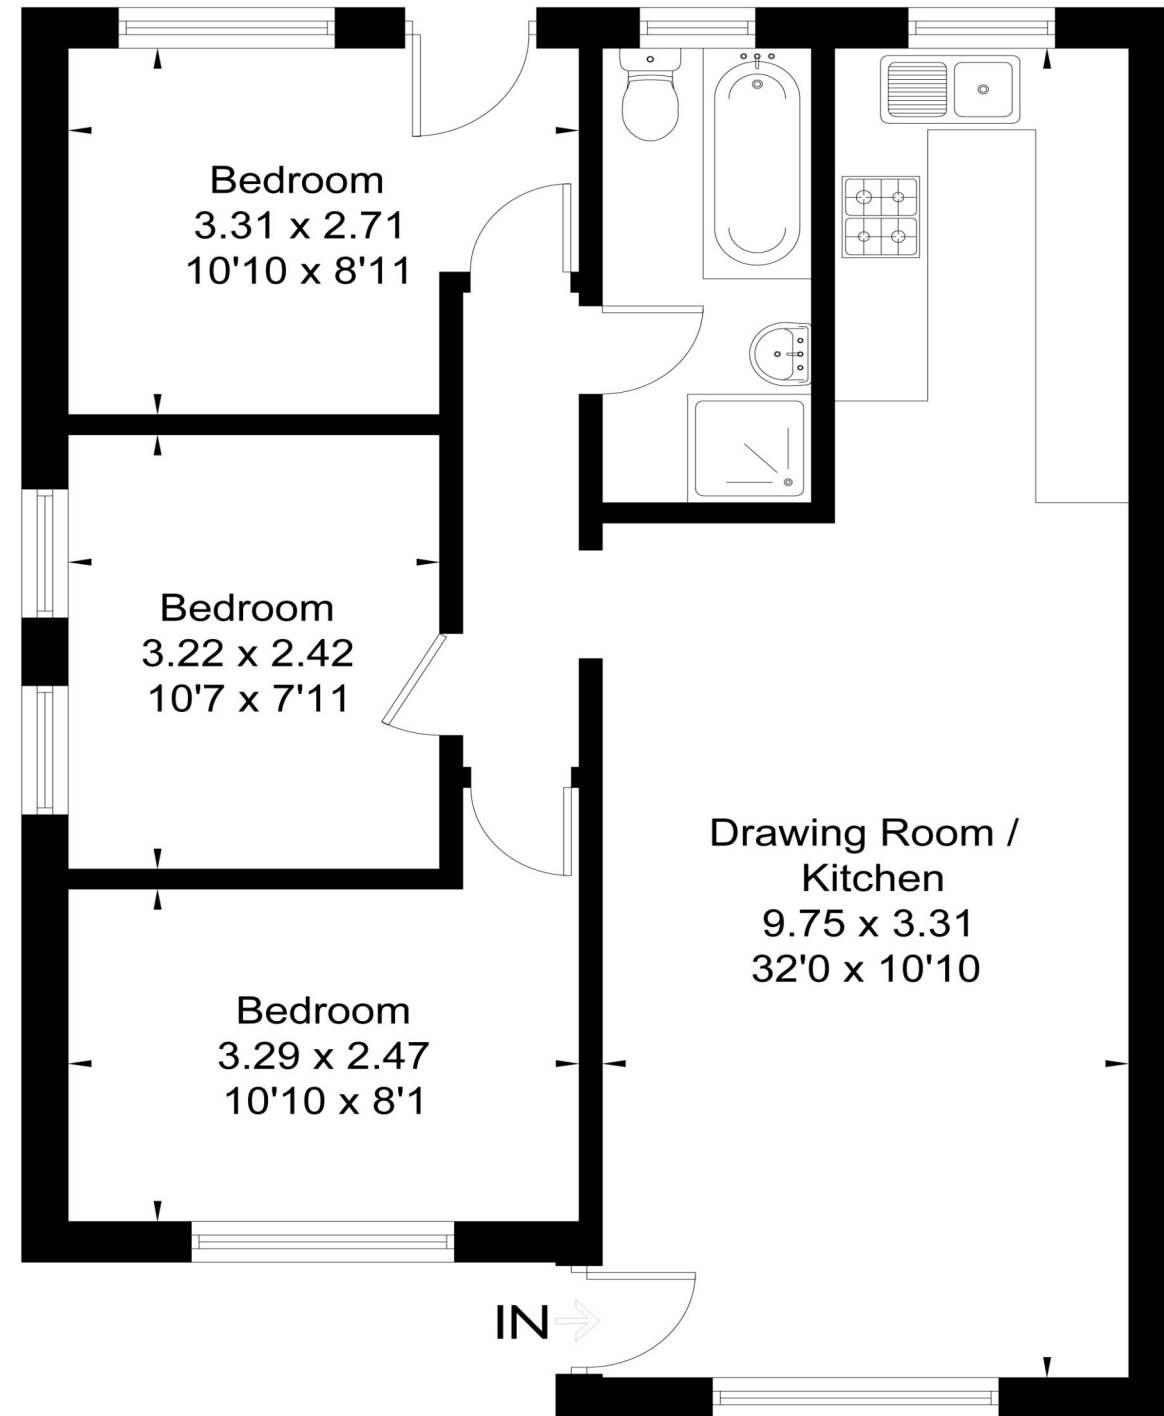 Bedroom
3.31 x 2.71
10'10 x 8'11
Bedroom
3.22 x 2.42
10'7 x 7'11
Drawing Room /
Kitchen
9.75 x 3.31
32'0 x 10'10
Bedroom
3.29 x 2.47
10'10 x 8'1
IN